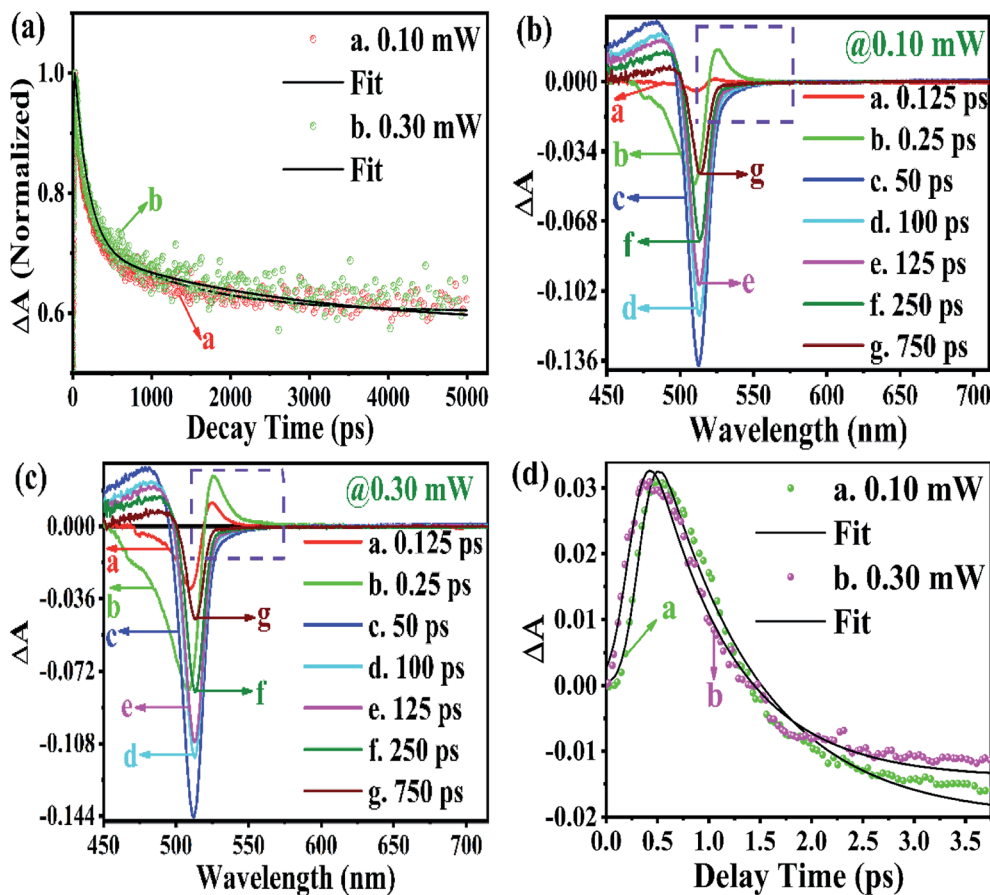 (a)
a. 0.10 mW
Fit
b. 0.30 mW
Fit
b
a
1.0
0.8
0.6
ΔA (Normalized)
0 1000 2000 3000 4000 5000
Decay Time (ps)
(b)
@0.10 mW
a. 0.125 ps
b. 0.25 ps
c. 50 ps
d. 100 ps
e. 125 ps
f. 250 ps
g. 750 ps
a
b
c
g
f
e
d
0.000
-0.034
-0.068
-0.102
-0.136
ΔA
450 500 550 600 650 700
Wavelength (nm)
(c)
@0.30 mW
a. 0.125 ps
b. 0.25 ps
c. 50 ps
d. 100 ps
e. 125 ps
f. 250 ps
g. 750 ps
a
b
c
g
f
e
d
0.000
-0.036
-0.072
-0.108
-0.144
ΔA
450 500 550 600 650 700
Wavelength (nm)
(d)
a. 0.10 mW
Fit
b. 0.30 mW
Fit
a
b
0.03
0.02
0.01
0.00
-0.01
-0.02
ΔA
0.0 0.5 1.0 1.5 2.0 2.5 3.0 3.5
Delay Time (ps)